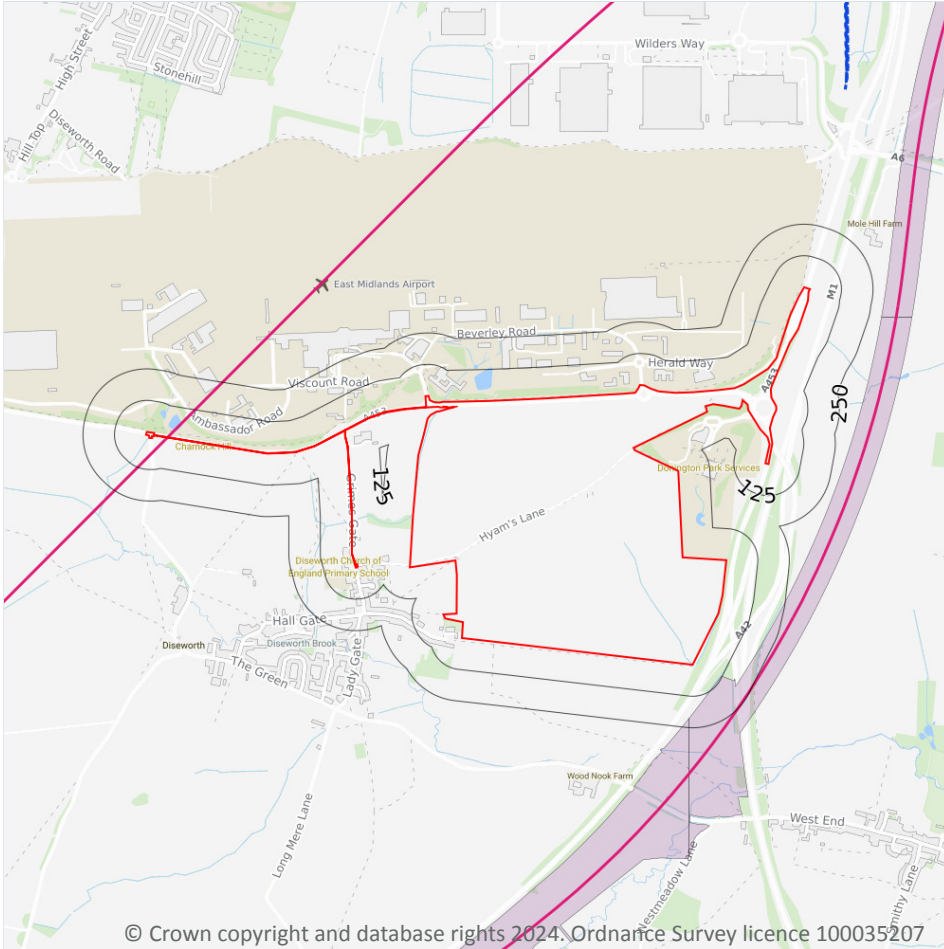 Wilders Way
High Street
Stonehill
Hill Top
Diseworth Road
A6
Mole Hill Farm
East Midlands Airport
M1
Beverley Road
Herald Way
Viscount Road
A453
A453
Ambassador Road
250
Donington Park Services
125
125
Grimes Gate
Hyam's Lane
Diseworth Church of
England Primary School
Hall Gate
Diseworth
Diseworth Brook
A42
The Green
Lady Gate
Wood Nook Farm
West End
Long Mere Lane
Westmeadow Lane
Smithy Lane
© Crown copyright and database rights 2024. Ordnance Survey licence 100035207